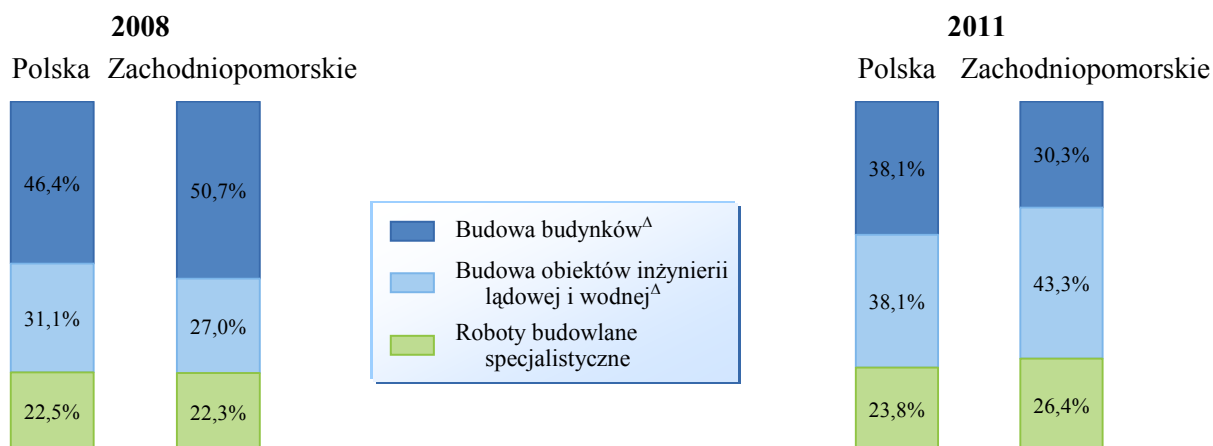 2008
Polska Zachodniopomorskie
46,4%
50,7%
31,1%
27,0%
22,5%
22,3%
Budowa budynków^Δ
Budowa obiektów inżynierii
lądowej i wodnej^Δ
Roboty budowlane
specjalistyczne
2011
Polska Zachodniopomorskie
38,1%
30,3%
38,1%
43,3%
23,8%
26,4%